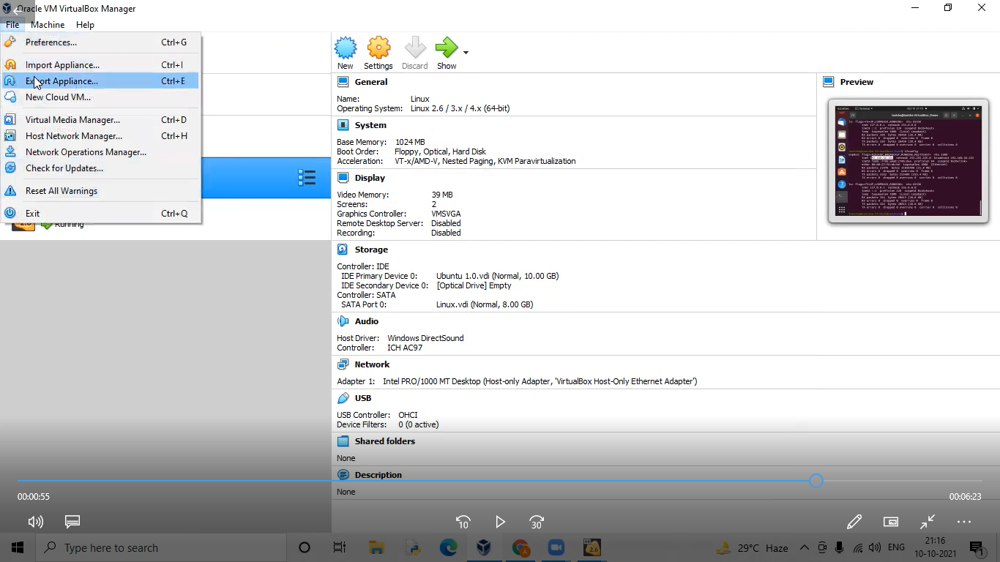 Oracle VM VirtualBox Manager
File Machine Help
Preferences... Ctrl+G
Import Appliance... Ctrl+I
Export Appliance... Ctrl+E
New Cloud VM...
Virtual Media Manager... Ctrl+D
Host Network Manager... Ctrl+H
Network Operations Manager...
Check for Updates...
Reset All Warnings
Exit Ctrl+Q
Running
New Settings Discard Show
General
Name: Linux
Operating System: Linux 2.6 / 3.x / 4.x (64-bit)
System
Base Memory: 1024 MB
Boot Order: Floppy, Optical, Hard Disk
Acceleration: VT-x/AMD-V, Nested Paging, KVM Paravirtualization
Display
Video Memory: 39 MB
Screens: 2
Graphics Controller: VMSVGA
Remote Desktop Server: Disabled
Recording: Disabled
Preview
Storage
Controller: IDE
IDE Primary Device 0: Ubuntu 1.0.vdi (Normal, 10.00 GB)
IDE Secondary Device 0: [Optical Drive] Empty
Controller: SATA
SATA Port 0: Linux.vdi (Normal, 8.00 GB)
Audio
Host Driver: Windows DirectSound
Controller: ICH AC97
Network
Adapter 1: Intel PRO/1000 MT Desktop (Host-only Adapter, 'VirtualBox Host-Only Ethernet Adapter')
USB
USB Controller: OHCI
Device Filters: 0 (0 active)
Shared folders
None
Description
None
00:00:55 00:06:23
10 30
Type here to search
29°C Haze
ENG
21:16
10-10-2021
1